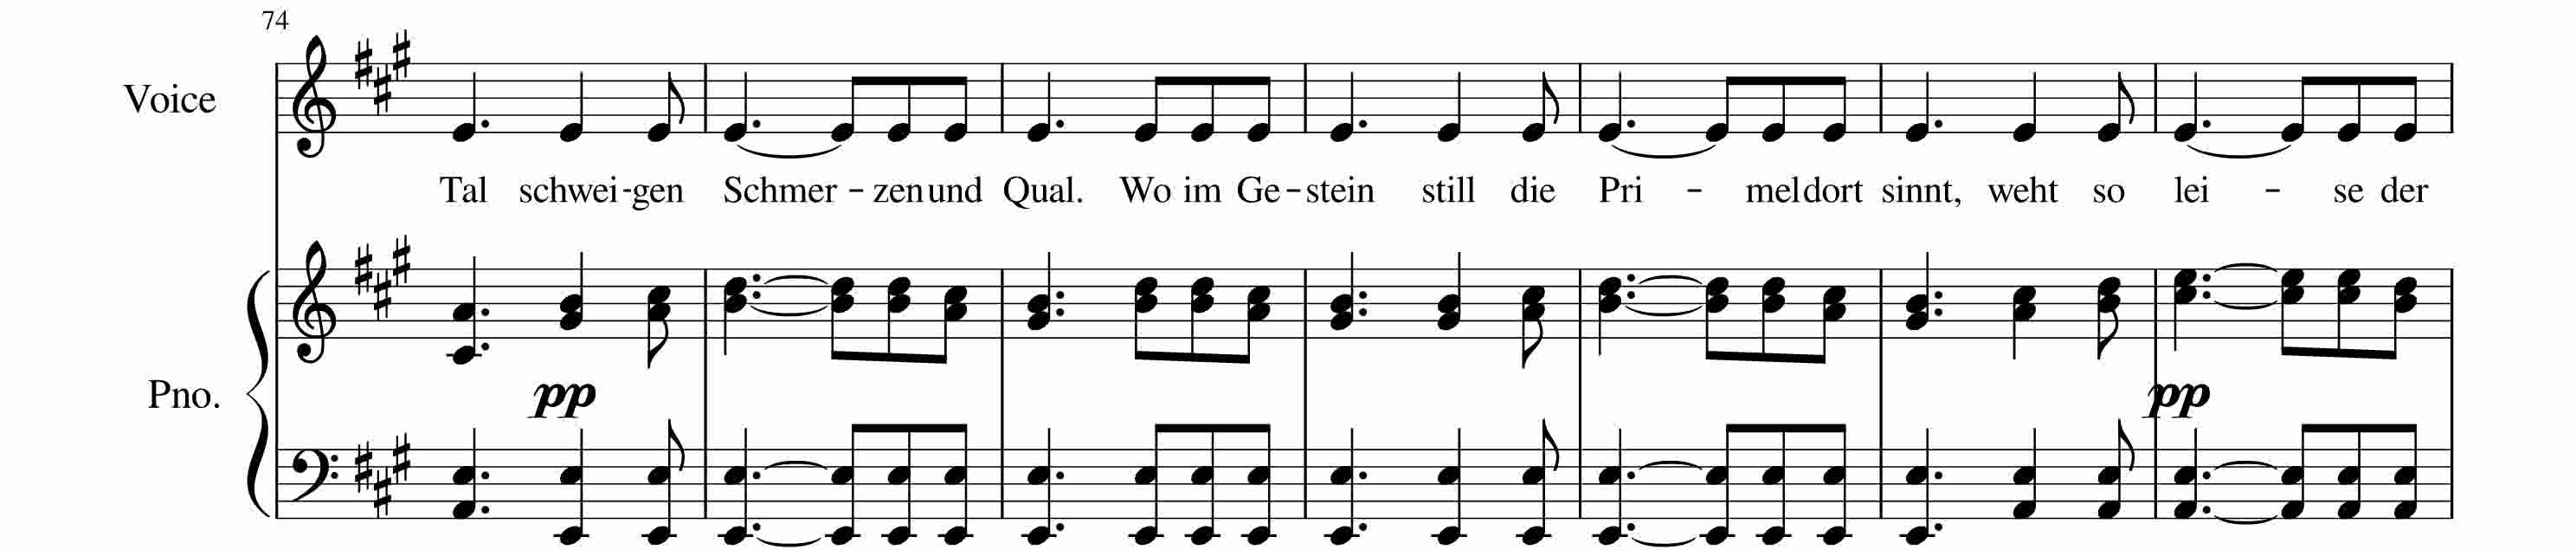 74
Voice
Tal schwei-gen Schmer-zen und Qual. Wo im Ge-stein still die Pri-mel dort sinnt, weht so lei-se der
Pno.
pp pp